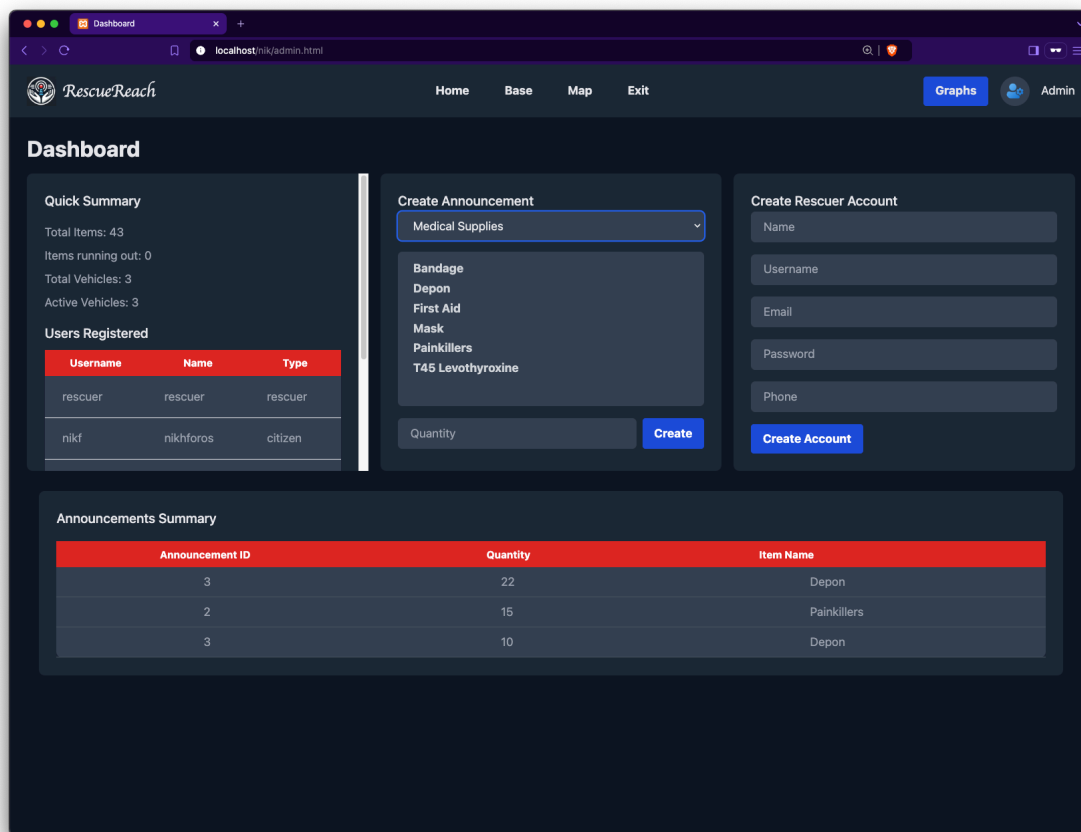 Dashboard
localhost/nik/admin.html
RescueReach
Home Base Map Exit
Graphs
Admin
Dashboard
Quick Summary
Total Items: 43
Items running out: 0
Total Vehicles: 3
Active Vehicles: 3
Users Registered
Username Name Type
rescuer rescuer rescuer
nikf nikhforos citizen
Create Announcement
Medical Supplies
Bandage
Depon
First Aid
Mask
Painkillers
T45 Levothyroxine
Quantity
Create
Create Rescuer Account
Name
Username
Email
Password
Phone
Create Account
Announcements Summary
Announcement ID Quantity Item Name
3 22 Depon
2 15 Painkillers
3 10 Depon